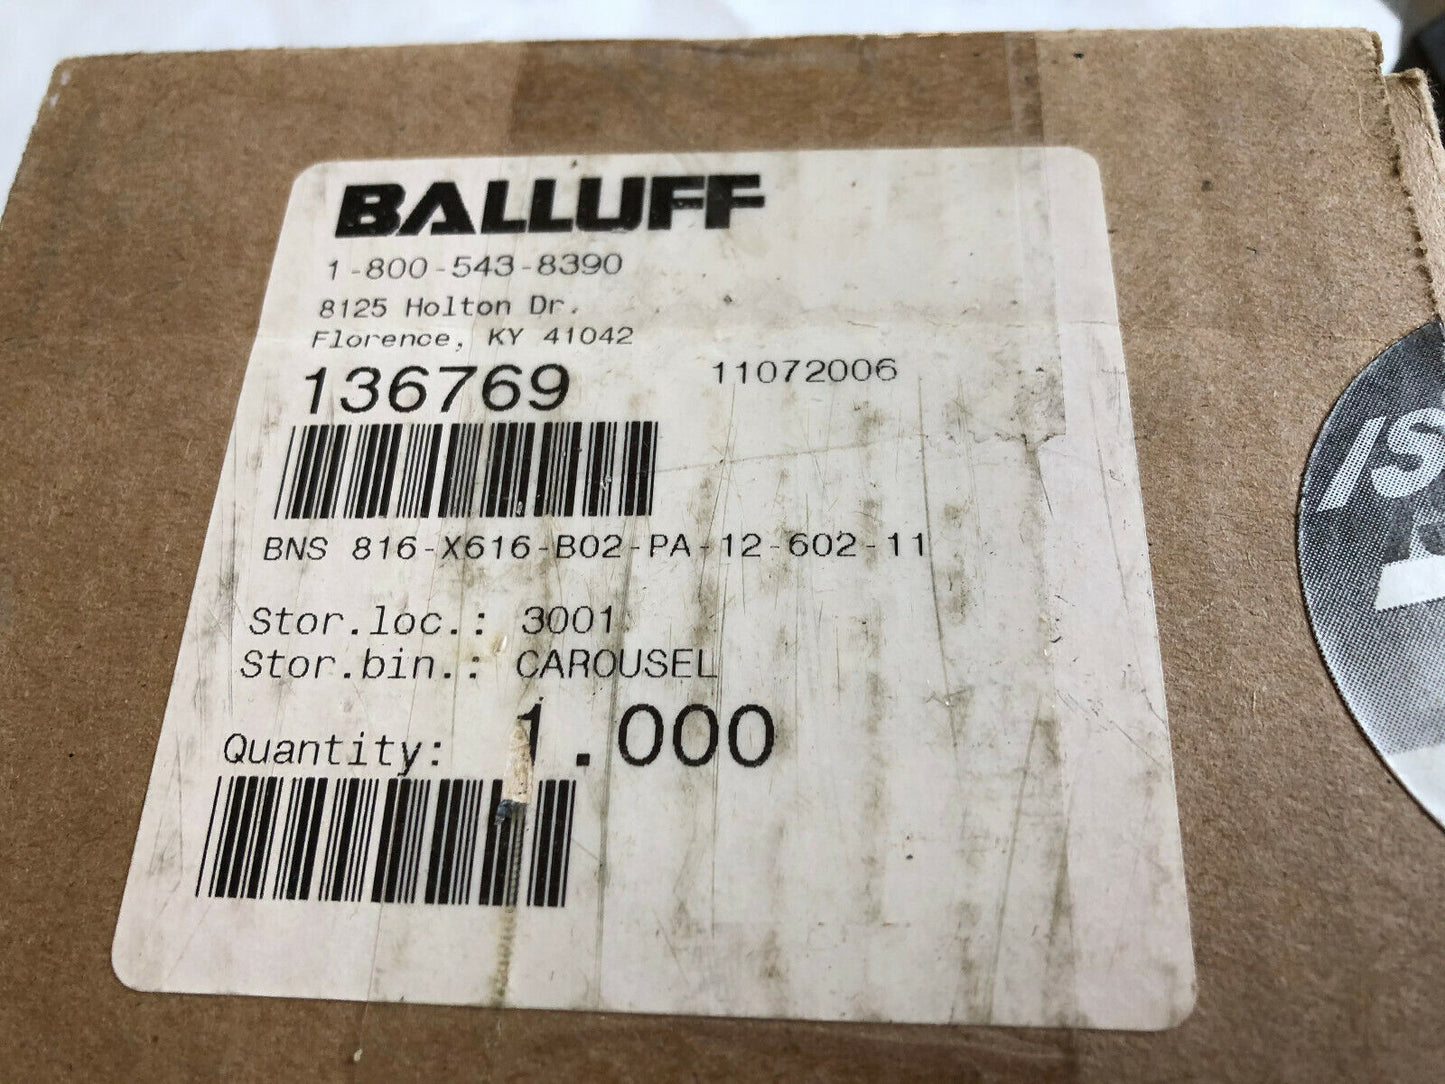 BALLUFF
1-800-543-8390
8125 Holton Dr.
Florence, KY 41042
136769
11072006
BNS 816-X616-B02-PA-12-602-11
Stor.loc.: 3001
Stor.bin.: CAROUSEL
Quantity: 1.000